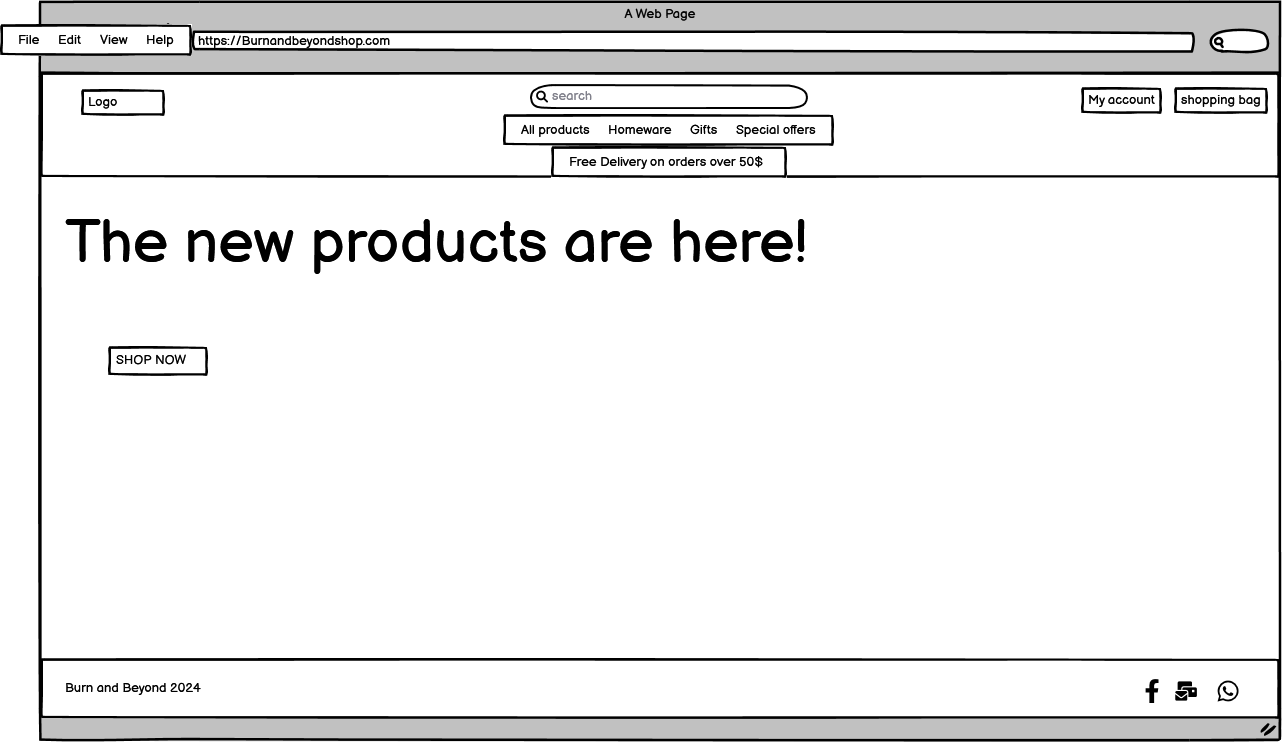 A Web Page
File Edit View Help
https://Burnandbeyondshop.com
Logo
search
My account
shopping bag
All products Homeware Gifts Special offers
Free Delivery on orders over 50$
The new products are here!
SHOP NOW
Burn and Beyond 2024